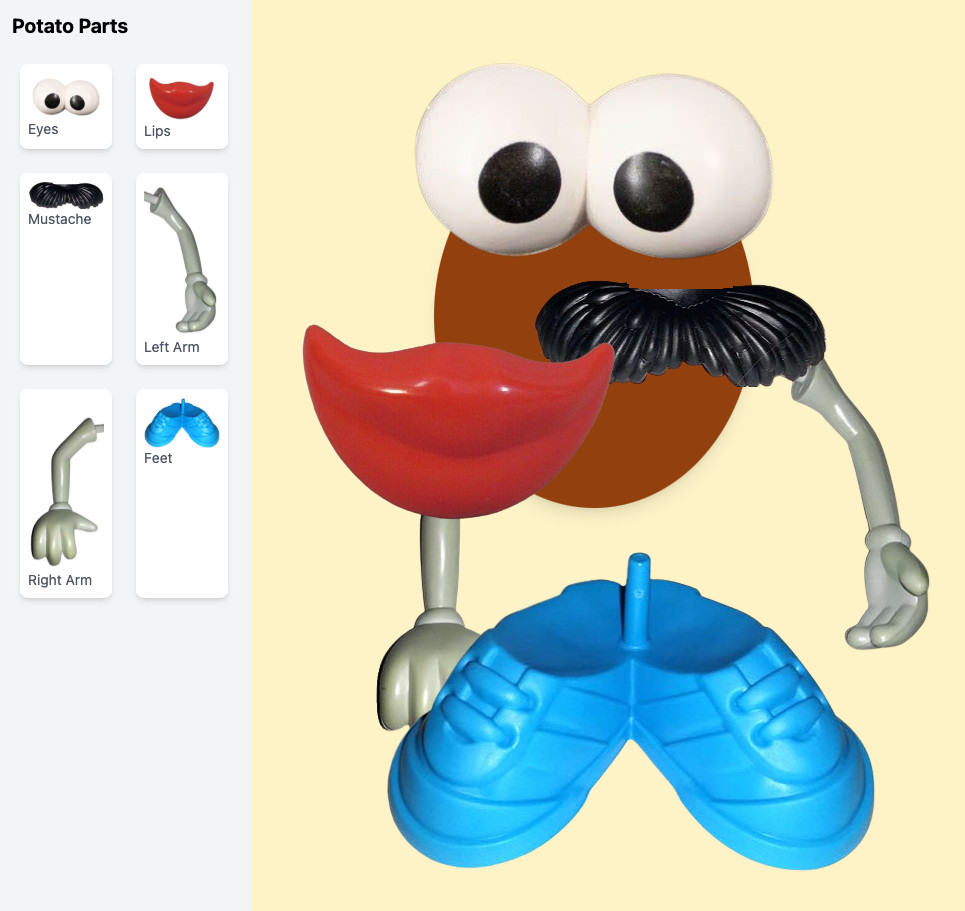 Potato Parts
Eyes
Lips
Mustache
Left Arm
Right Arm
Feet